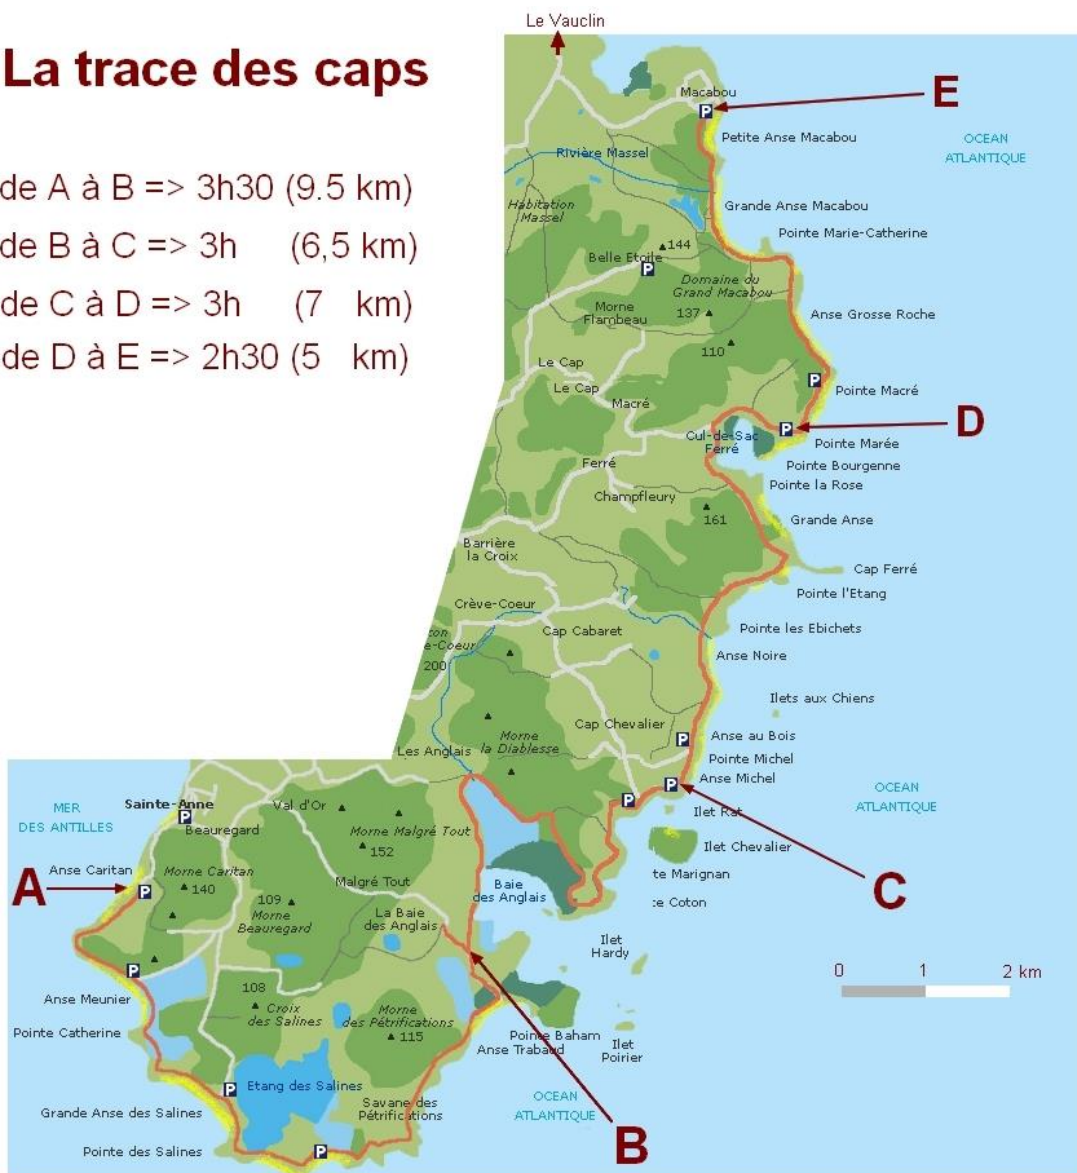 Le Vauclin
La trace des caps
de A à B => 3h30 (9.5 km)
de B à C => 3h (6,5 km)
de C à D => 3h (7 km)
de D à E => 2h30 (5 km)
Macabou
E
Petite Anse Macabou
OCEAN
ATLANTIQUE
Rivière Massel
Habitation
Massel
Grande Anse Macabou
Pointe Marie-Catherine
144
Belle Etoile
Domaine du
Grand Macabou
Morne
Flambeau
137
Anse Grosse Roche
110
Le Cap
Le Cap
Macré
Pointe Macré
D
Cul-de-Sac
Ferré
Pointe Marée
Ferré
Pointe Bourgenne
Pointe la Rose
Champfleury
161
Grande Anse
Barrière
la Croix
Cap Ferré
Pointe l'Etang
Crève-Coeur
Cap Cabaret
Pointe les Ebichets
ton
e-Coeur
200
Anse Noire
Ilets aux Chiens
Cap Chevalier
Anse au Bois
Morne
la Diablesse
Les Anglais
Pointe Michel
Anse Michel
OCEAN
ATLANTIQUE
MER
DES ANTILLES
Sainte-Anne
Val d'Or
Ilet Rat
Beauregard
Morne Malgré Tout
152
Ilet Chevalier
Anse Caritan
Morne Caritan
140
A
Malgré Tout
te Marignan
C
Baie
des Anglais
109
Morne
Beauregard
La Baie
des Anglais
te Coton
Ilet
Hardy
0 1 2 km
Anse Meunier
108
Croix
des Salines
Morne
des Pétrifications
115
Pointe Catherine
Pointe Baham
Anse Trabaud
Ilet
Poirier
Etang des Salines
Grande Anse des Salines
Savane des
Pétrifications
OCEAN
ATLANTIQUE
B
Pointe des Salines
P
P
P
P
P
P
P
P
P
P
P
P